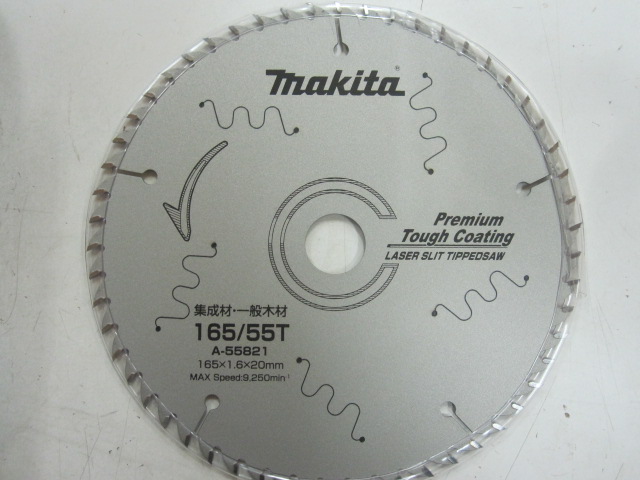 makita®
Premium
Tough Coating
LASER SLIT TIPPEDSAW
集成材・一般木材
165/55T
A-55821
165×1.6×20mm
MAX Speed:9,250min⁻¹